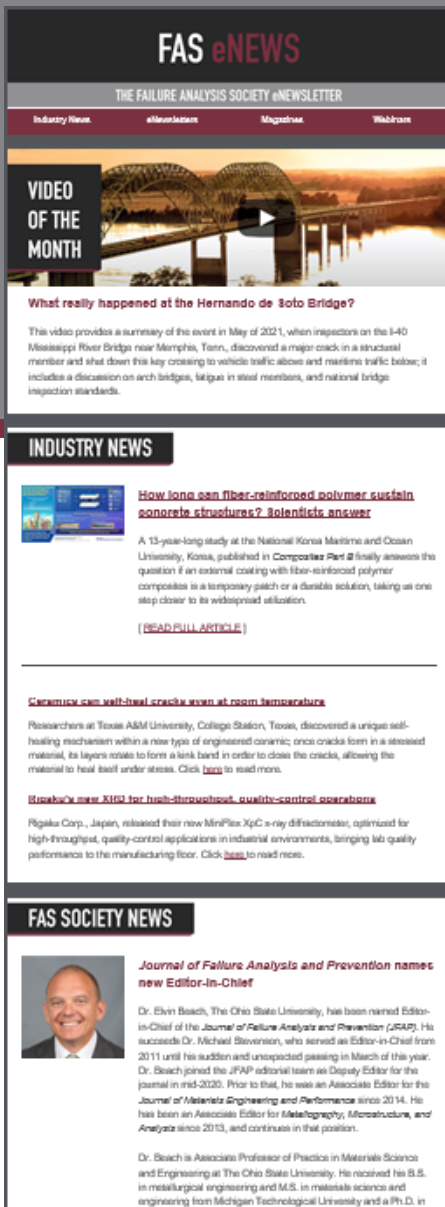 FAS eNEWS
THE FAILURE ANALYSIS SOCIETY eNEWSLETTER
Industry News eNewsletters Magazines Webinars
VIDEO
OF THE
MONTH
What really happened at the Hernando de Soto Bridge?
This video provides a summary of the event in May of 2021, when inspectors on the I-40
Mississippi River Bridge near Memphis, Tenn., discovered a major crack in a structural
member and shut down this key crossing to vehicle traffic above and maritime traffic below; it
includes a discussion on arch bridges, fatigue in steel members, and national bridge
inspection standards.
INDUSTRY NEWS
How long can fiber-reinforced polymer sustain
concrete structures? Scientists answer
A 13-year-long study at the National Korea Maritime and Ocean
University, Korea, published in Composites Part B finally answers the
question if an external coating with fiber-reinforced polymer
composites is a temporary patch or a durable solution, taking us one
step closer to its widespread utilization.
[ READ FULL ARTICLE ]
Ceramics can self-heal cracks even at room temperature
Researchers at Texas A&M University, College Station, Texas, discovered a unique self-
healing mechanism within a new type of engineered ceramic; once cracks form in a stressed
material, its layers rotate to form a kink band in order to close the cracks, allowing the
material to heal itself under stress. Click here to read more.
Rigaku's new XRD for high-throughput, quality-control operations
Rigaku Corp., Japan, released their new MiniFlex XpC x-ray diffractometer, optimized for
high-throughput, quality-control applications in industrial environments, bringing lab quality
performance to the manufacturing floor. Click here to read more.
FAS SOCIETY NEWS
Journal of Failure Analysis and Prevention names
new Editor-in-Chief
Dr. Elvin Beach, The Ohio State University, has been named Editor-
in-Chief of the Journal of Failure Analysis and Prevention (JFAP). He
succeeds Dr. Michael Stevenson, who served as Editor-in-Chief from
2011 until his sudden and unexpected passing in March of this year.
Dr. Beach joined the JFAP editorial team as Deputy Editor for the
journal in mid-2020. Prior to that, he was an Associate Editor for the
Journal of Materials Engineering and Performance since 2014. He
has been an Associate Editor for Metallography, Microstructure, and
Analysis since 2013, and continues in that position.
Dr. Beach is Associate Professor of Practice in Materials Science
and Engineering at The Ohio State University. He received his B.S.
in metallurgical engineering and M.S. in materials science and
engineering from Michigan Technological University and a Ph.D. in